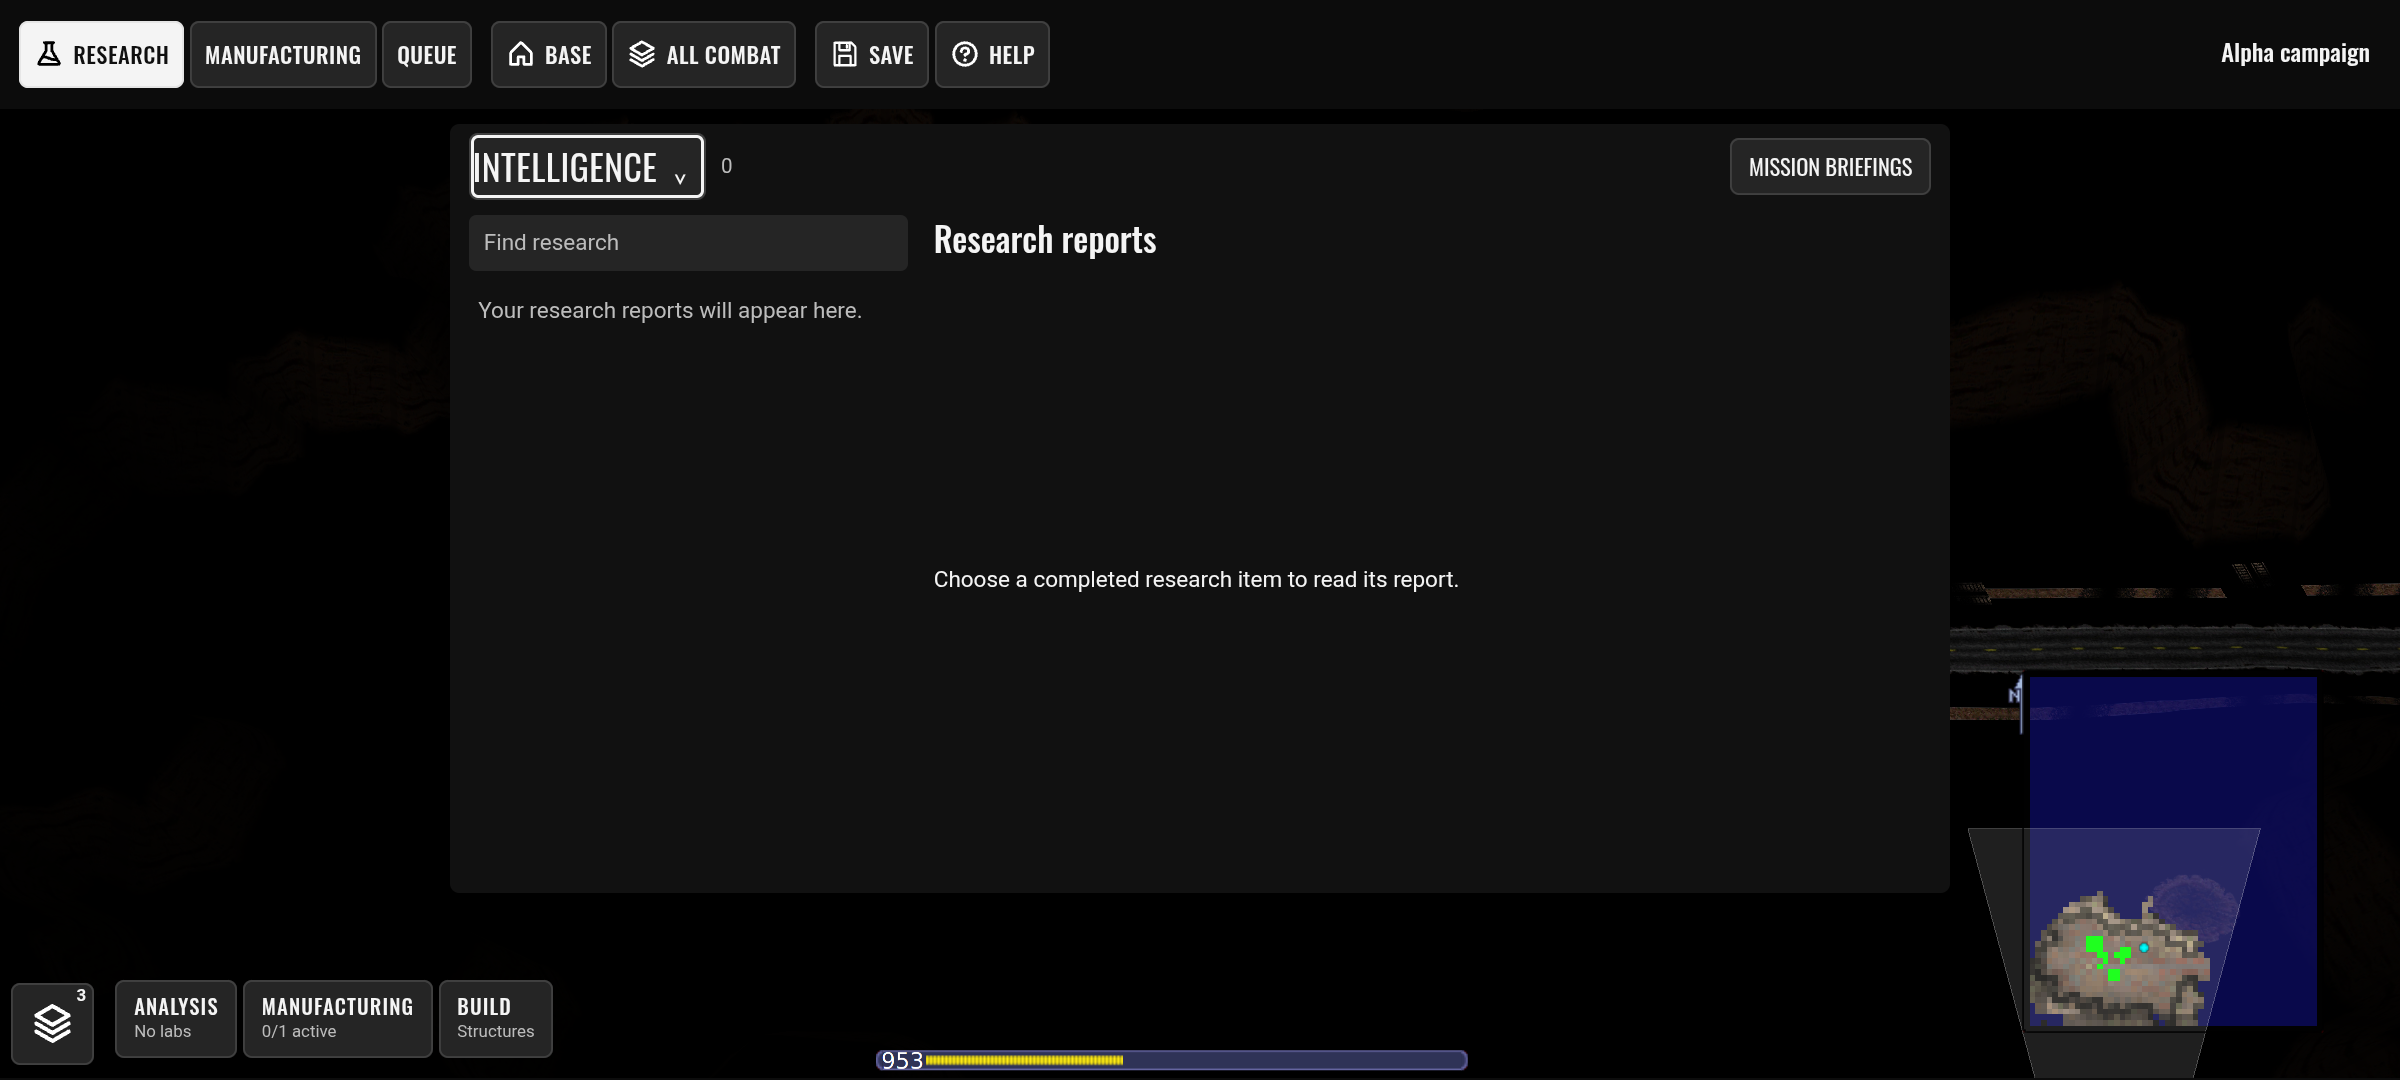 RESEARCH
MANUFACTURING
QUEUE
BASE
ALL COMBAT
SAVE
HELP
Alpha campaign
INTELLIGENCE
0
MISSION BRIEFINGS
Find research
Research reports
Your research reports will appear here.
Choose a completed research item to read its report.
N
3
ANALYSIS
No labs
MANUFACTURING
0/1 active
BUILD
Structures
953